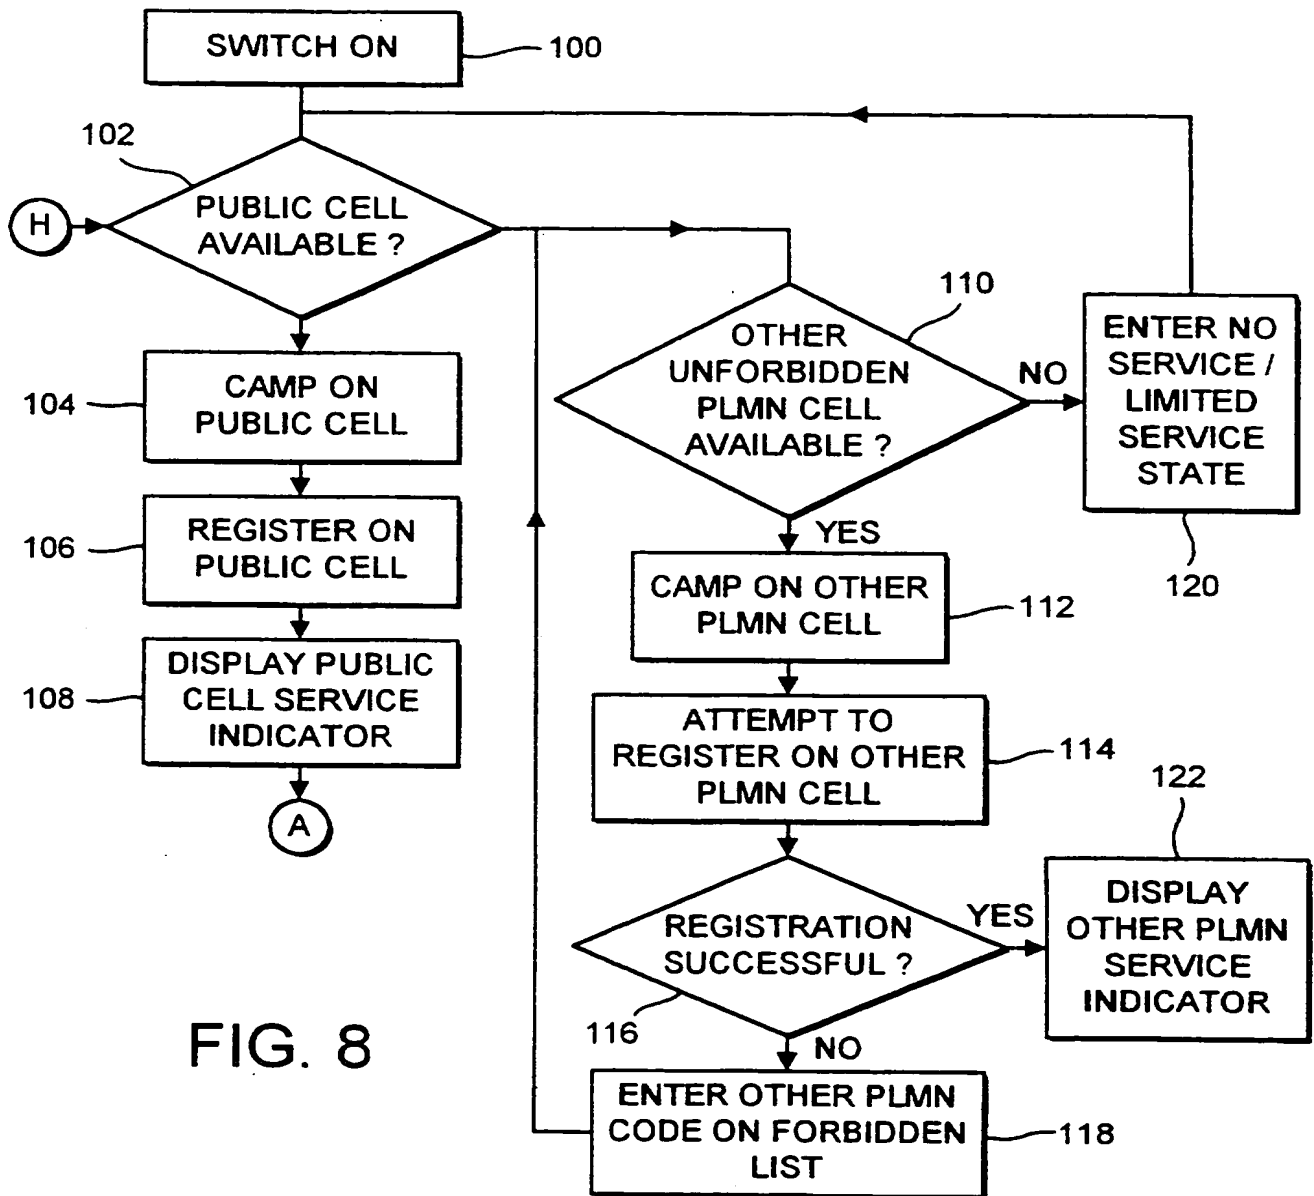 SWITCH ON
100
102
H
PUBLIC CELL
AVAILABLE ?
104
CAMP ON
PUBLIC CELL
106
REGISTER ON
PUBLIC CELL
108
DISPLAY PUBLIC
CELL SERVICE
INDICATOR
A
110
OTHER
UNFORBIDDEN
PLMN CELL
AVAILABLE ?
NO
ENTER NO
SERVICE /
LIMITED
SERVICE
STATE
120
YES
CAMP ON OTHER
PLMN CELL
112
ATTEMPT TO
REGISTER ON OTHER
PLMN CELL
114
REGISTRATION
SUCCESSFUL ?
116
YES
122
DISPLAY
OTHER PLMN
SERVICE
INDICATOR
NO
ENTER OTHER PLMN
CODE ON FORBIDDEN
LIST
118
FIG. 8